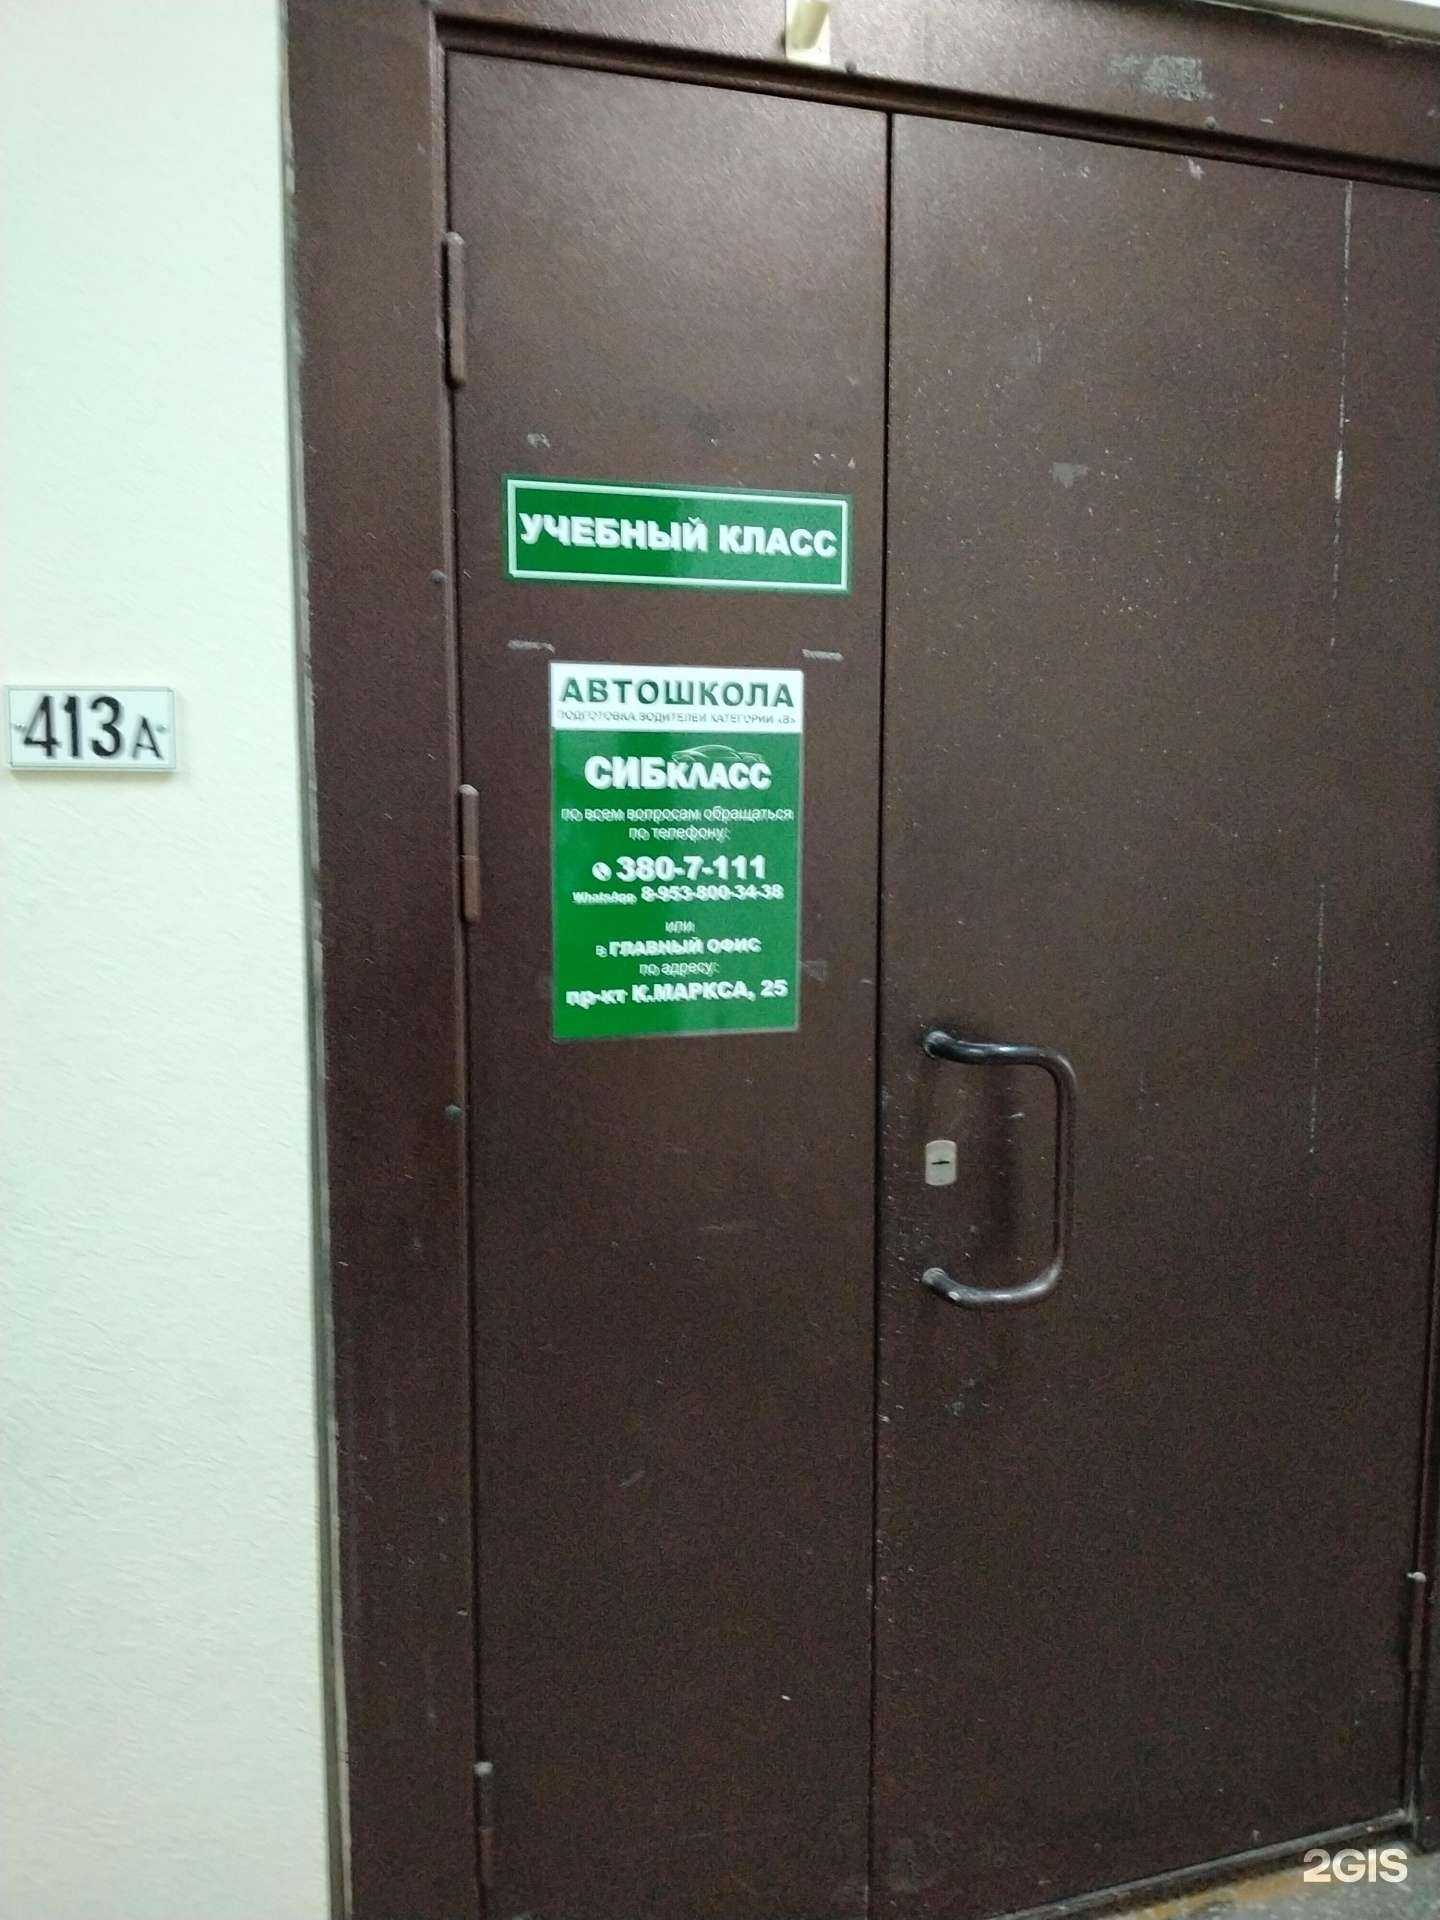 УЧЕБНЫЙ КЛАСС
413А
АВТОШКОЛА
ПОДГОТОВКА ВОДИТЕЛЕЙ КАТЕГОРИИ «В»
СИБКЛАСС
по всем вопросам обращаться
по телефону:
380-7-111
WhatsApp. 8-953-800-34-38
или
в ГЛАВНЫЙ ОФИС
по адресу:
пр-кт К.МАРКСА, 25
2GIS